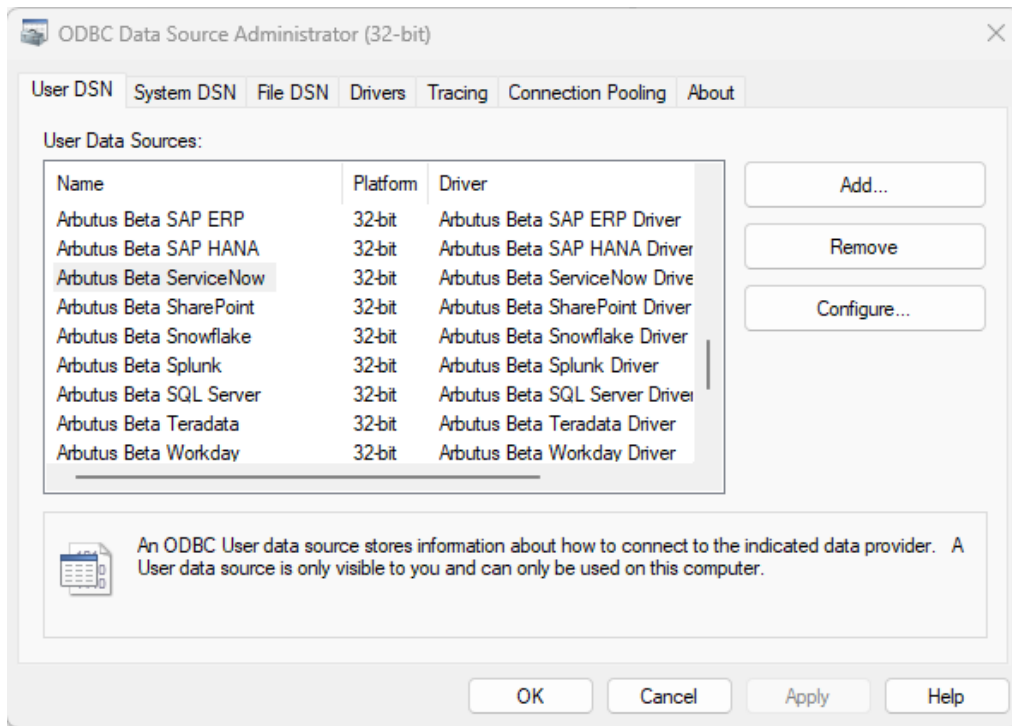 ODBC Data Source Administrator (32-bit)
User DSN System DSN File DSN Drivers Tracing Connection Pooling About
User Data Sources:
Name Platform Driver
Arbutus Beta SAP ERP 32-bit Arbutus Beta SAP ERP Driver
Arbutus Beta SAP HANA 32-bit Arbutus Beta SAP HANA Driver
Arbutus Beta ServiceNow 32-bit Arbutus Beta ServiceNow Drive
Arbutus Beta SharePoint 32-bit Arbutus Beta SharePoint Driver
Arbutus Beta Snowflake 32-bit Arbutus Beta Snowflake Driver
Arbutus Beta Splunk 32-bit Arbutus Beta Splunk Driver
Arbutus Beta SQL Server 32-bit Arbutus Beta SQL Server Driver
Arbutus Beta Teradata 32-bit Arbutus Beta Teradata Driver
Arbutus Beta Workday 32-bit Arbutus Beta Workday Driver
Add...
Remove
Configure...
An ODBC User data source stores information about how to connect to the indicated data provider. A
User data source is only visible to you and can only be used on this computer.
OK Cancel Apply Help